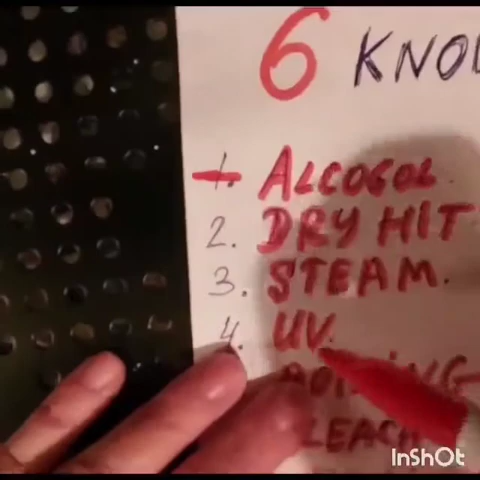 6 KNO
1. ALCOGOL.
2. DRY HIT
3. STEAM.
4. UV.
LEACH
InShOt